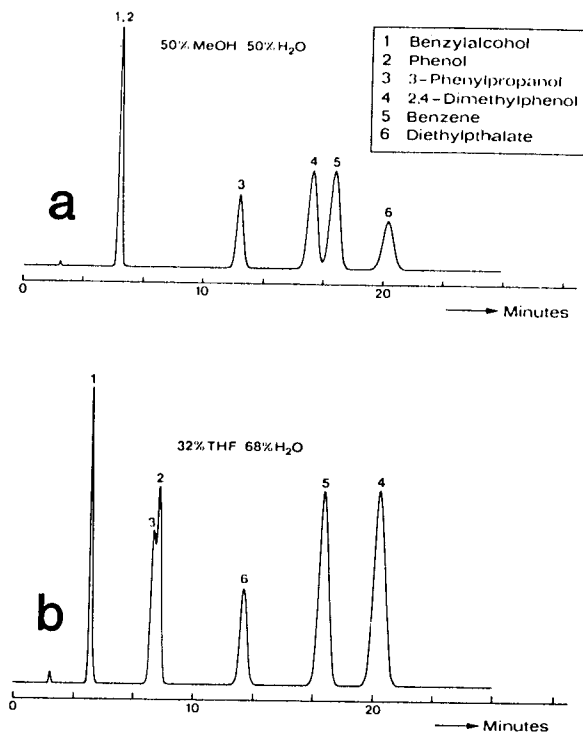 1,2
50% MeOH 50% H₂O
1 Benzylalcohol
2 Phenol
3 3-Phenylpropanol
4 2,4-Dimethylphenol
5 Benzene
6 Diethylpthalate
a
3
4
5
6
0
10
20
Minutes
1
32% THF 68% H₂O
2
3
5
4
6
b
0
10
20
Minutes